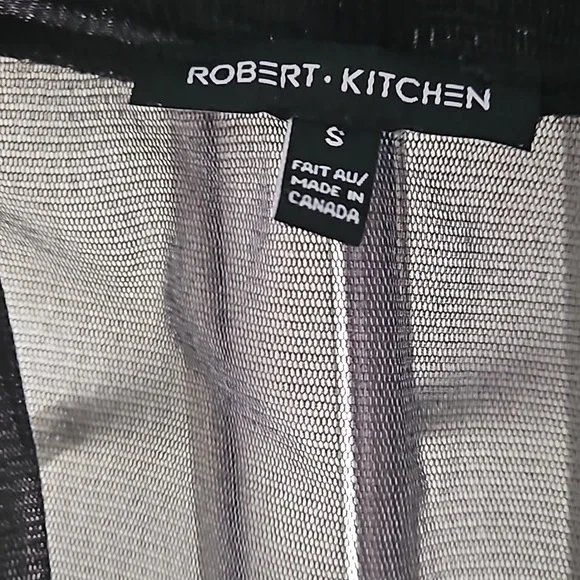 ROBERT · KITCHEN
S
FAIT AU/
MADE IN
CANADA